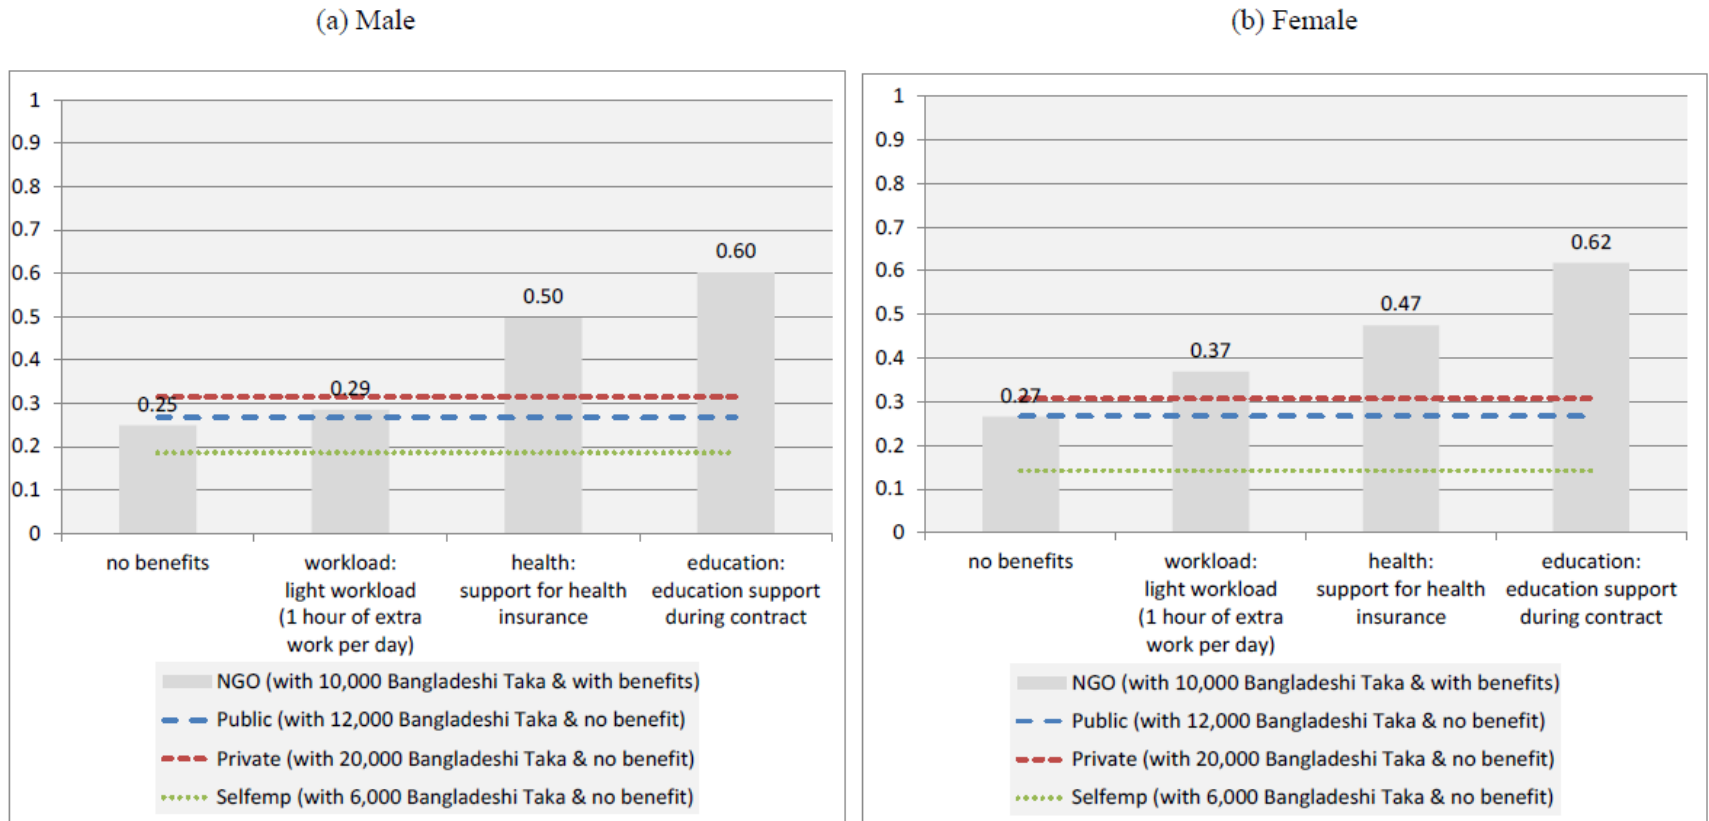 (a) Male
1
0.9
0.8
0.7
0.6
0.5
0.4
0.3
0.2
0.1
0
0.25
0.29
0.50
0.60
no benefits
workload:
light workload
(1 hour of extra
work per day)
health:
support for health
insurance
education:
education support
during contract
NGO (with 10,000 Bangladeshi Taka & with benefits)
Public (with 12,000 Bangladeshi Taka & no benefit)
Private (with 20,000 Bangladeshi Taka & no benefit)
Selfemp (with 6,000 Bangladeshi Taka & no benefit)
(b) Female
1
0.9
0.8
0.7
0.6
0.5
0.4
0.3
0.2
0.1
0
0.27
0.37
0.47
0.62
no benefits
workload:
light workload
(1 hour of extra
work per day)
health:
support for health
insurance
education:
education support
during contract
NGO (with 10,000 Bangladeshi Taka & with benefits)
Public (with 12,000 Bangladeshi Taka & no benefit)
Private (with 20,000 Bangladeshi Taka & no benefit)
Selfemp (with 6,000 Bangladeshi Taka & no benefit)